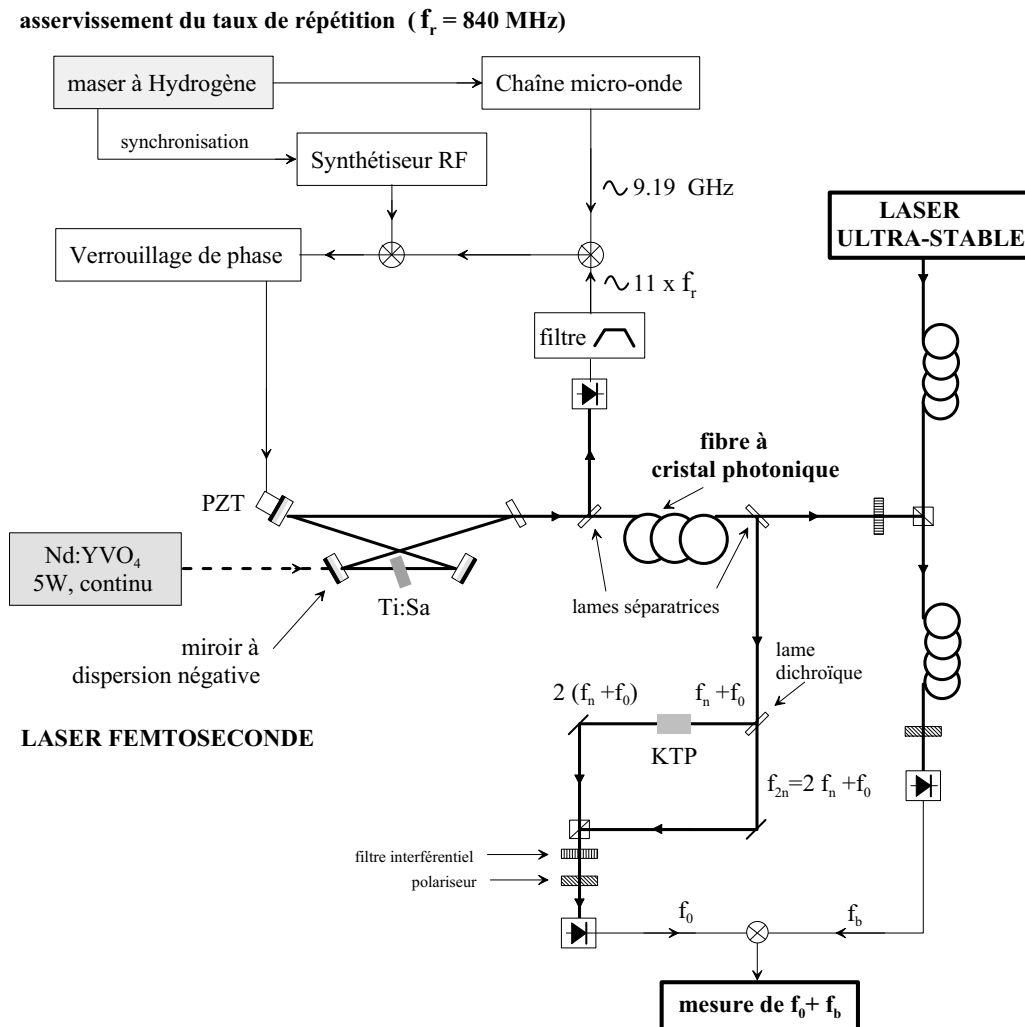 asservissement du taux de répétition ( f_r = 840 MHz)
maser à Hydrogène
Chaîne micro-onde
synchronisation
Synthétiseur RF
9.19 GHz
LASER
ULTRA-STABLE
Verrouillage de phase
11 x f_r
filtre
fibre à
cristal photonique
PZT
Nd:YVO₄
5W, continu
Ti:Sa
lames séparatrices
miroir à
dispersion négative
lame
dichroïque
2 (f_n +f_0)
f_n +f_0
KTP
LASER FEMTOSECONDE
f_2n=2 f_n +f_0
filtre interférentiel
polariseur
f_0
f_b
mesure de f_0+ f_b